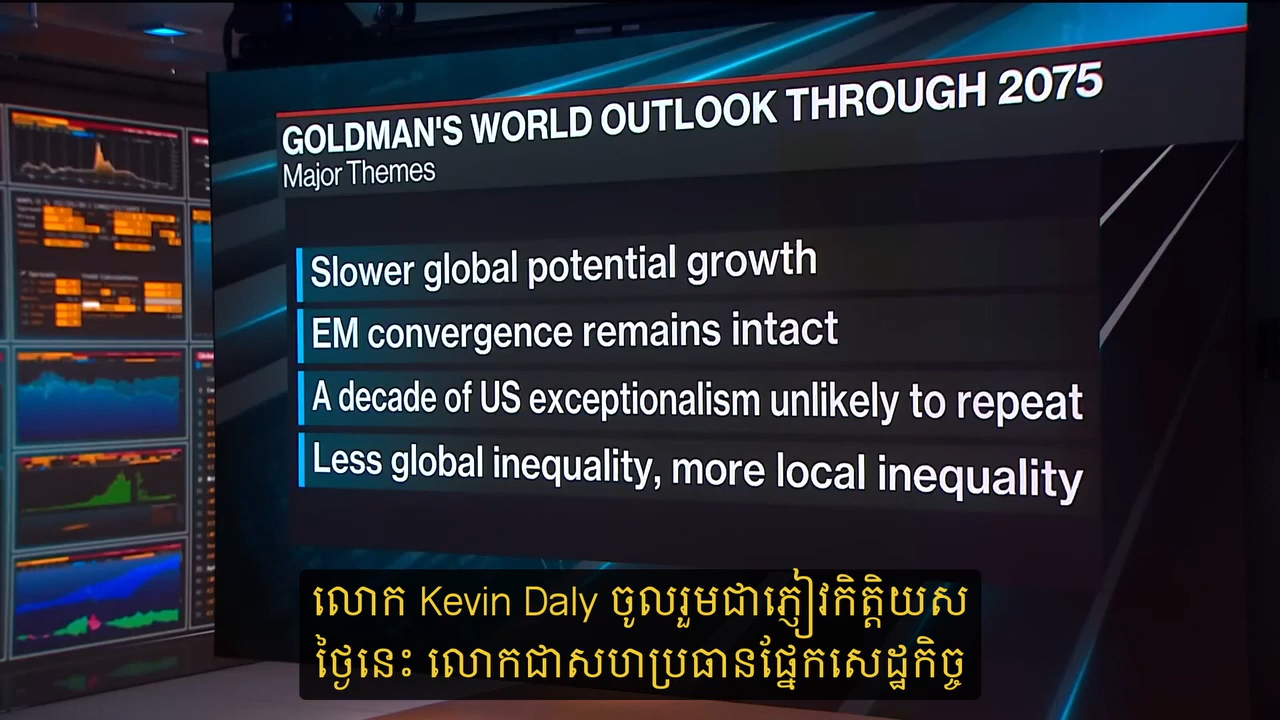 GOLDMAN'S WORLD OUTLOOK THROUGH 2075
Major Themes
Slower global potential growth
EM convergence remains intact
A decade of US exceptionalism unlikely to repeat
Less global inequality, more local inequality
លោក Kevin Daly ចូលរួមជាភ្ញៀវកិត្តិយស
ថ្ងៃនេះ លោកជាសហប្រធានផ្នែកសេដ្ឋកិច្ច